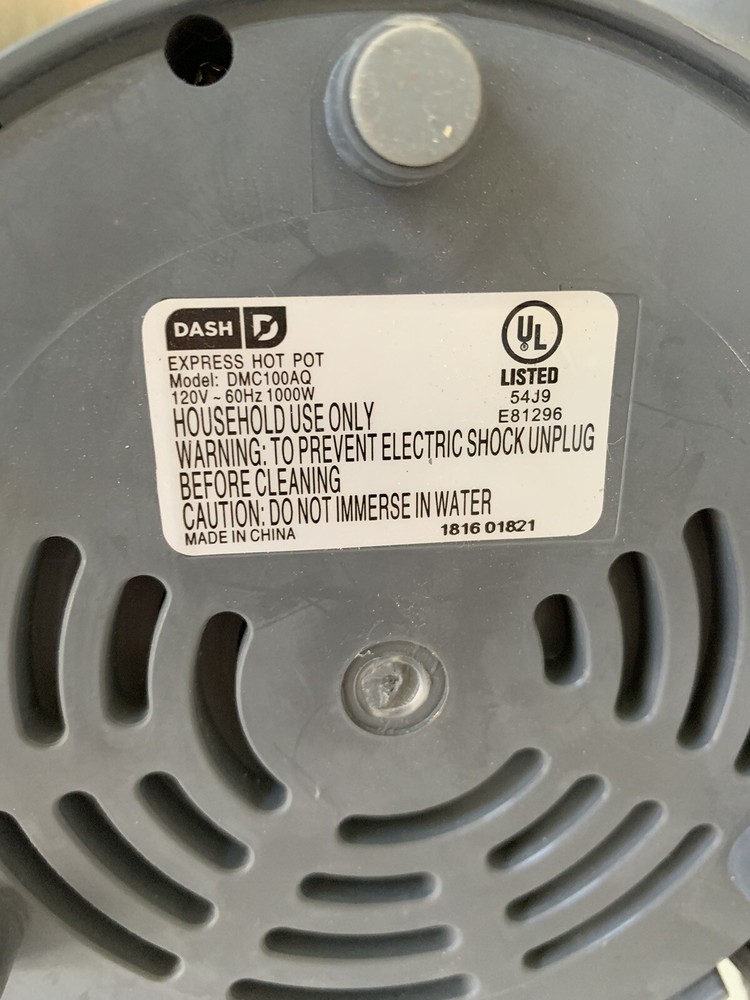 DASH D
EXPRESS HOT POT
Model: DMC100AQ
120V ~ 60Hz 1000W
HOUSEHOLD USE ONLY
WARNING: TO PREVENT ELECTRIC SHOCK UNPLUG
BEFORE CLEANING
CAUTION: DO NOT IMMERSE IN WATER
MADE IN CHINA
1816 01821
UL
LISTED
54J9
E81296